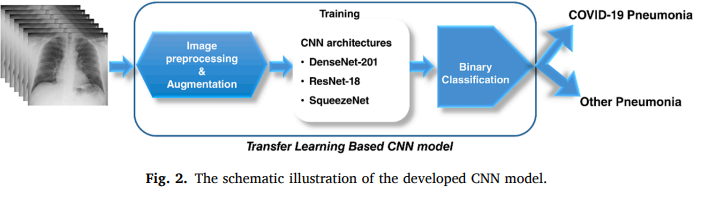 Training
COVID-19 Pneumonia
Image
preprocessing
&
Augmentation
CNN architectures
• DenseNet-201
• ResNet-18
• SqueezeNet
Binary
Classification
Other Pneumonia
Transfer Learning Based CNN model
Fig. 2. The schematic illustration of the developed CNN model.